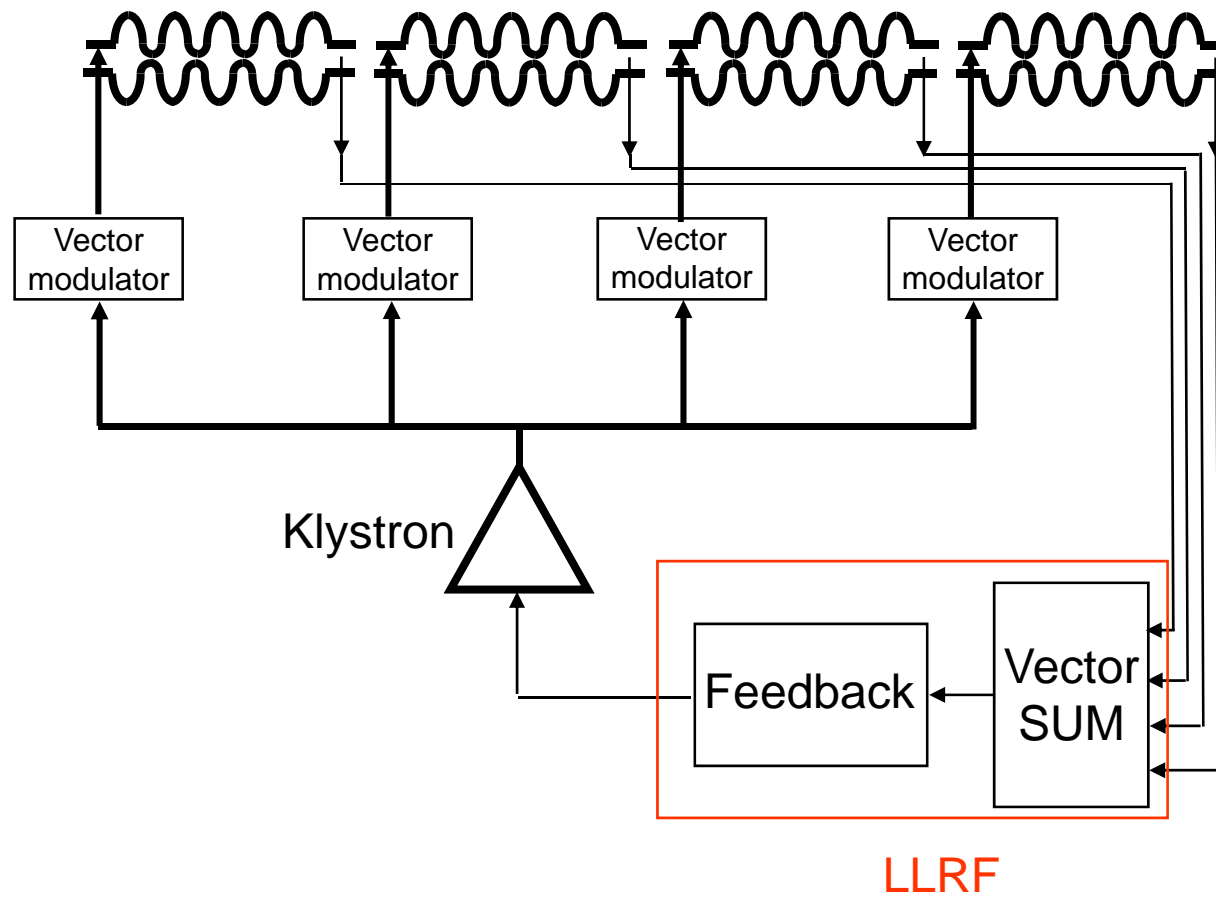 Vector
modulator
Vector
modulator
Vector
modulator
Vector
modulator
Klystron
Feedback
Vector
SUM
LLRF